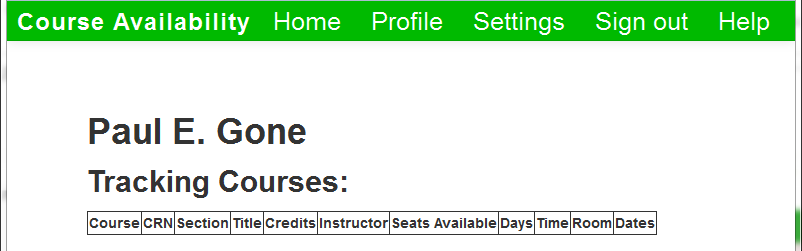 Course Availability Home Profile Settings Sign out Help
Paul E. Gone
Tracking Courses:
Course CRN Section Title Credits Instructor Seats Available Days Time Room Dates